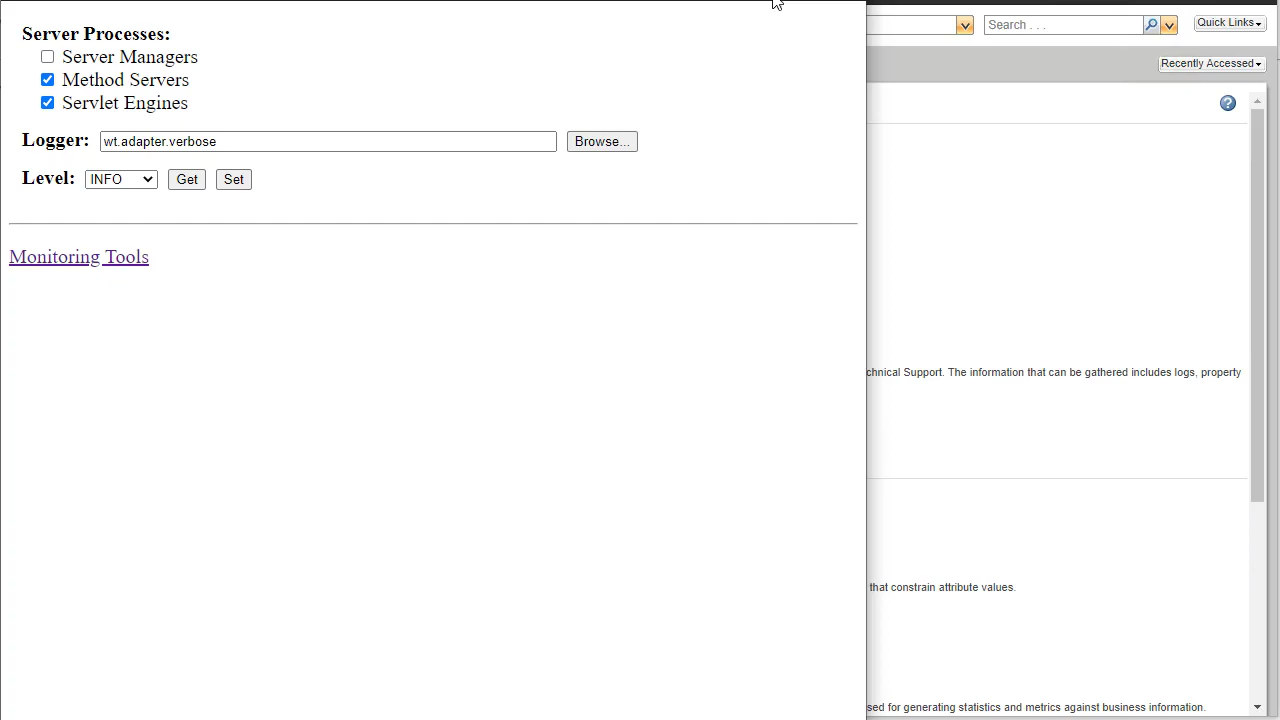 Server Processes:
Server Managers
Method Servers
Servlet Engines
Logger: wt.adapter.verbose Browse...
Level: INFO Get Set
Monitoring Tools
Search . . . Quick Links
Recently Accessed
chnical Support. The information that can be gathered includes logs, property
that constrain attribute values.
sed for generating statistics and metrics against business information.